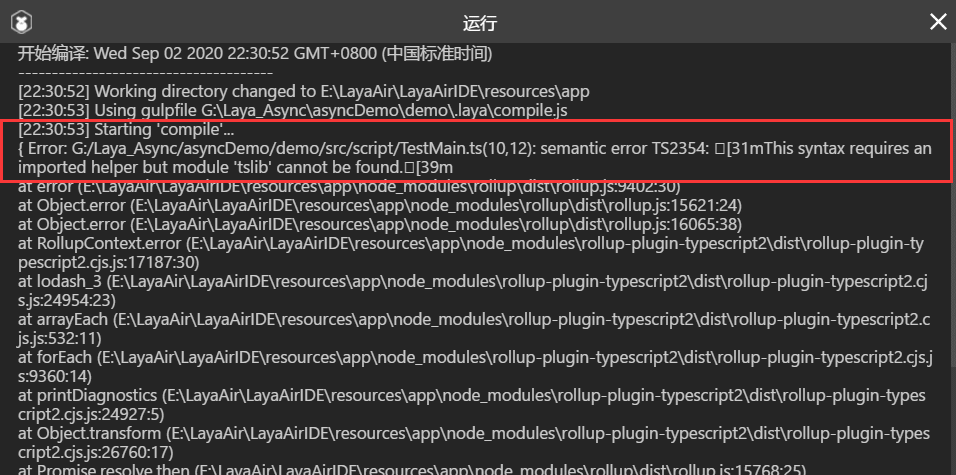 运行
开始编译: Wed Sep 02 2020 22:30:52 GMT+0800 (中国标准时间)
--------------------------------------
[22:30:52] Working directory changed to E:\LayaAir\LayaAirIDE\resources\app
[22:30:53] Using gulpfile G:\Laya_Async\asyncDemo\demo\.laya\compile.js
[22:30:53] Starting 'compile'...
{ Error: G:/Laya_Async/asyncDemo/demo/src/script/TestMain.ts(10,12): semantic error TS2354: □[31mThis syntax requires an
imported helper but module 'tslib' cannot be found.□[39m
at error (E:\LayaAir\LayaAirIDE\resources\app\node_modules\rollup\dist\rollup.js:9402:30)
at Object.error (E:\LayaAir\LayaAirIDE\resources\app\node_modules\rollup\dist\rollup.js:15621:24)
at Object.error (E:\LayaAir\LayaAirIDE\resources\app\node_modules\rollup\dist\rollup.js:16065:38)
at RollupContext.error (E:\LayaAir\LayaAirIDE\resources\app\node_modules\rollup-plugin-typescript2\dist\rollup-plugin-ty
pescript2.cjs.js:17187:30)
at lodash_3 (E:\LayaAir\LayaAirIDE\resources\app\node_modules\rollup-plugin-typescript2\dist\rollup-plugin-typescript2.cj
s.js:24954:23)
at arrayEach (E:\LayaAir\LayaAirIDE\resources\app\node_modules\rollup-plugin-typescript2\dist\rollup-plugin-typescript2.c
js.js:532:11)
at forEach (E:\LayaAir\LayaAirIDE\resources\app\node_modules\rollup-plugin-typescript2\dist\rollup-plugin-typescript2.cjs.j
s:9360:14)
at printDiagnostics (E:\LayaAir\LayaAirIDE\resources\app\node_modules\rollup-plugin-typescript2\dist\rollup-plugin-types
cript2.cjs.js:24927:5)
at Object.transform (E:\LayaAir\LayaAirIDE\resources\app\node_modules\rollup-plugin-typescript2\dist\rollup-plugin-types
cript2.cjs.js:26760:17)
at Promise.resolve.then (E:\LayaAir\LayaAirIDE\resources\app\node_modules\rollup\dist\rollup.js:15768:25)